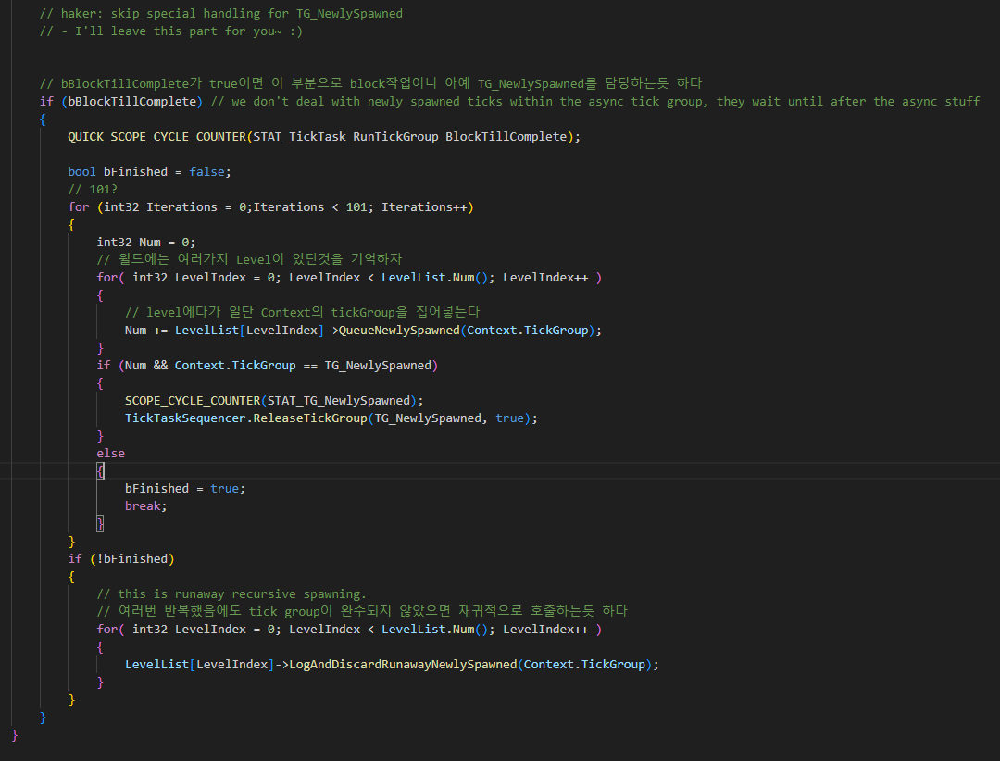 // haker: skip special handling for TG_NewlySpawned
// - I'll leave this part for you~ :)
// bBlockTillComplete가 true이면 이 부분으로 block작업이니 아예 TG_NewlySpawned를 담당하는듯 하다
if (bBlockTillComplete) // we don't deal with newly spawned ticks within the async tick group, they wait until after the async stuff
{
QUICK_SCOPE_CYCLE_COUNTER(STAT_TickTask_RunTickGroup_BlockTillComplete);
bool bFinished = false;
// 101?
for (int32 Iterations = 0;Iterations < 101; Iterations++)
{
int32 Num = 0;
// 월드에는 여러가지 Level이 있던것을 기억하자
for( int32 LevelIndex = 0; LevelIndex < LevelList.Num(); LevelIndex++ )
{
// level에다가 일단 Context의 tickGroup을 집어넣는다
Num += LevelList[LevelIndex]->QueueNewlySpawned(Context.TickGroup);
}
if (Num && Context.TickGroup == TG_NewlySpawned)
{
SCOPE_CYCLE_COUNTER(STAT_TG_NewlySpawned);
TickTaskSequencer.ReleaseTickGroup(TG_NewlySpawned, true);
}
else
{
bFinished = true;
break;
}
}
if (!bFinished)
{
// this is runaway recursive spawning.
// 여러번 반복했음에도 tick group이 완수되지 않았으면 재귀적으로 호출하는듯 하다
for( int32 LevelIndex = 0; LevelIndex < LevelList.Num(); LevelIndex++ )
{
LevelList[LevelIndex]->LogAndDiscardRunawayNewlySpawned(Context.TickGroup);
}
}
}
}